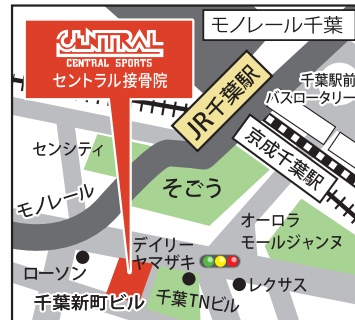 モノレール千葉
CENTRAL
CENTRAL SPORTS
セントラル接骨院
JR千葉駅
千葉駅前
バスロータリー
京成千葉駅
センシティ
そごう
モノレール
オーロラ
モールジャンヌ
デイリー
ヤマザキ
ローソン
レクサス
千葉新町ビル
千葉TNビル